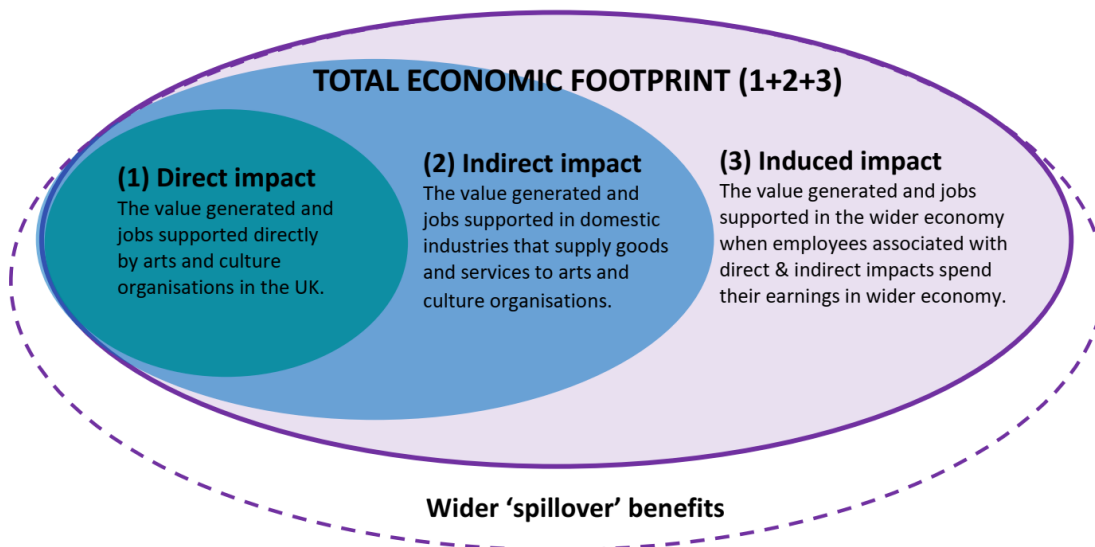 TOTAL ECONOMIC FOOTPRINT (1+2+3)
(1) Direct impact
The value generated and
jobs supported directly
by arts and culture
organisations in the UK.
(2) Indirect impact
The value generated and
jobs supported in domestic
industries that supply goods
and services to arts and
culture organisations.
(3) Induced impact
The value generated and jobs
supported in the wider economy
when employees associated with
direct & indirect impacts spend
their earnings in wider economy.
Wider ‘spillover’ benefits